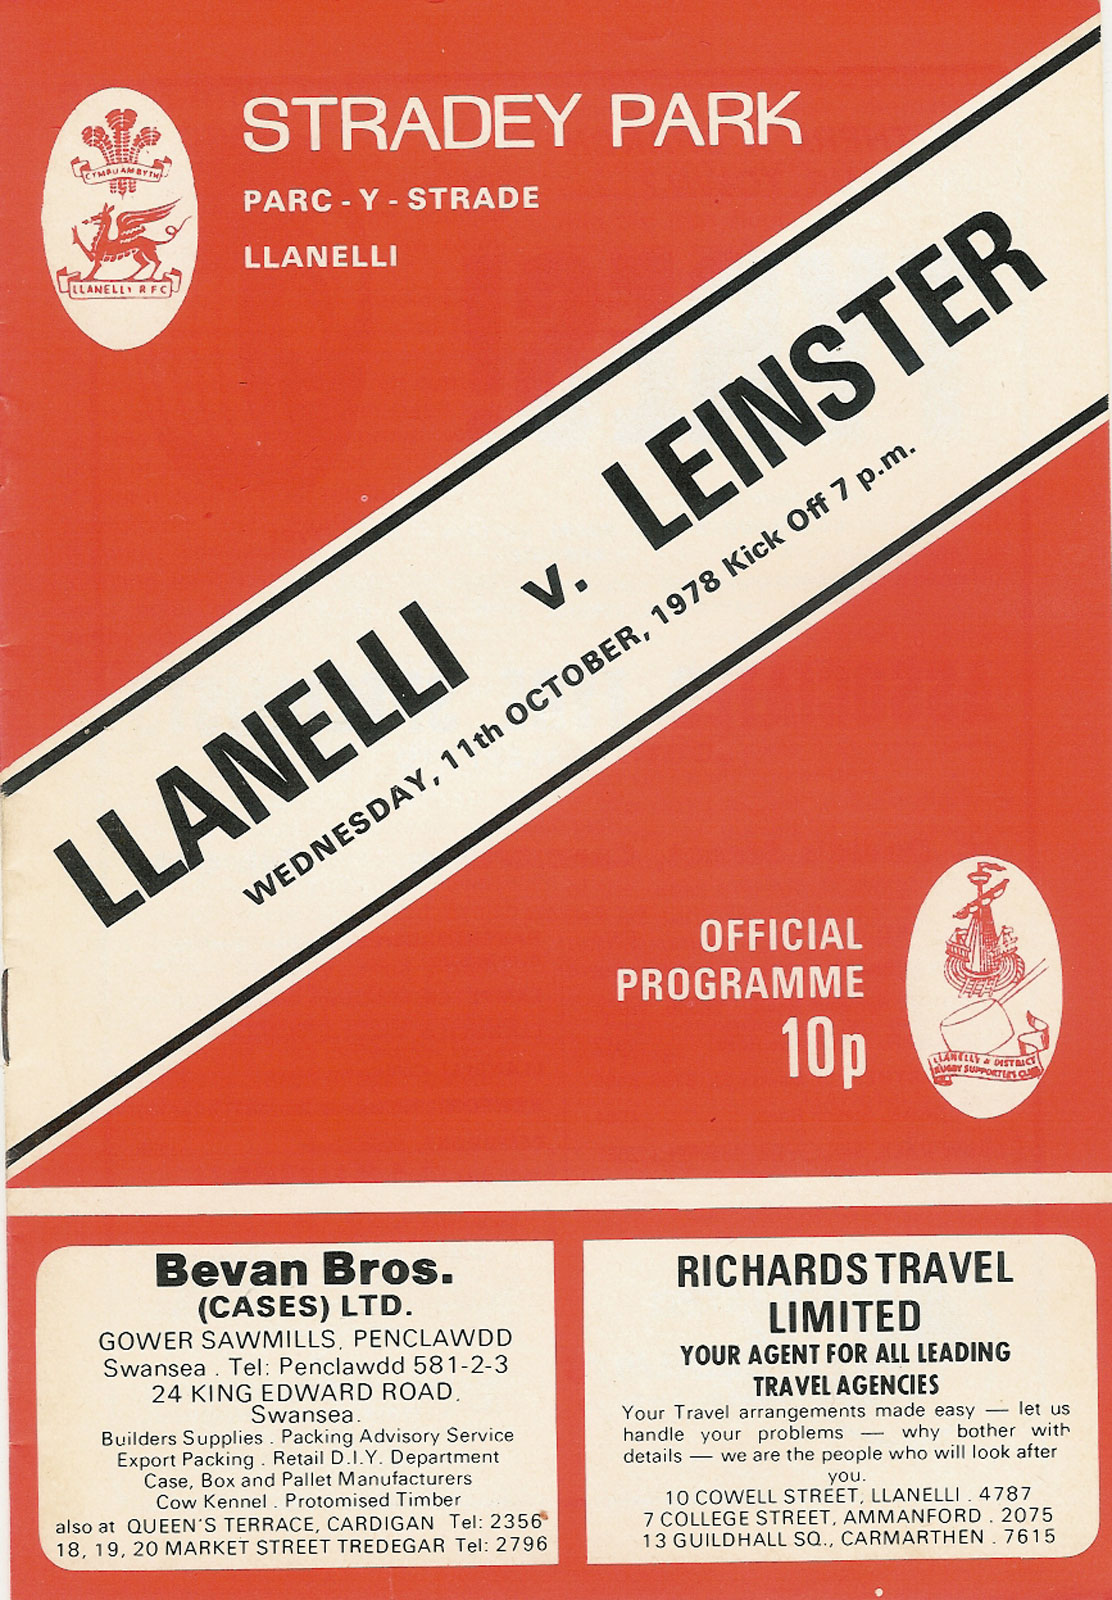 STRADEY PARK
PARC - Y - STRADE
LLANELLI
CYMRU AM BYTH
LLANELLY RFC
LLANELLI v. LEINSTER
WEDNESDAY, 11th OCTOBER, 1978 Kick Off 7 p.m.
OFFICIAL
PROGRAMME
10p
LLANELLY & DISTRICT
RUGBY SUPPORTERS CLUB
Bevan Bros.
(CASES) LTD.
GOWER SAWMILLS, PENCLAWDD
Swansea . Tel: Penclawdd 581-2-3
24 KING EDWARD ROAD,
Swansea.
Builders Supplies . Packing Advisory Service
Export Packing . Retail D.I.Y. Department
Case, Box and Pallet Manufacturers
Cow Kennel . Protomised Timber
also at QUEEN'S TERRACE, CARDIGAN Tel: 2356
18, 19, 20 MARKET STREET TREDEGAR Tel: 2796
RICHARDS TRAVEL
LIMITED
YOUR AGENT FOR ALL LEADING
TRAVEL AGENCIES
Your Travel arrangements made easy — let us
handle your problems — why bother with
details — we are the people who will look after
you.
10 COWELL STREET, LLANELLI . 4787
7 COLLEGE STREET, AMMANFORD . 2075
13 GUILDHALL SQ., CARMARTHEN . 7615